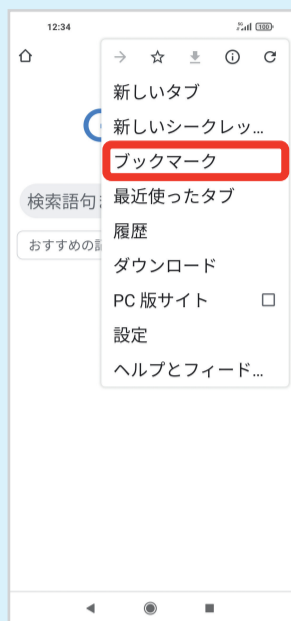 12:34
100
新しいタブ
新しいシークレッ...
ブックマーク
検索語句
最近使ったタブ
履歴
おすすめの
ダウンロード
PC 版サイト
設定
ヘルプとフィード...